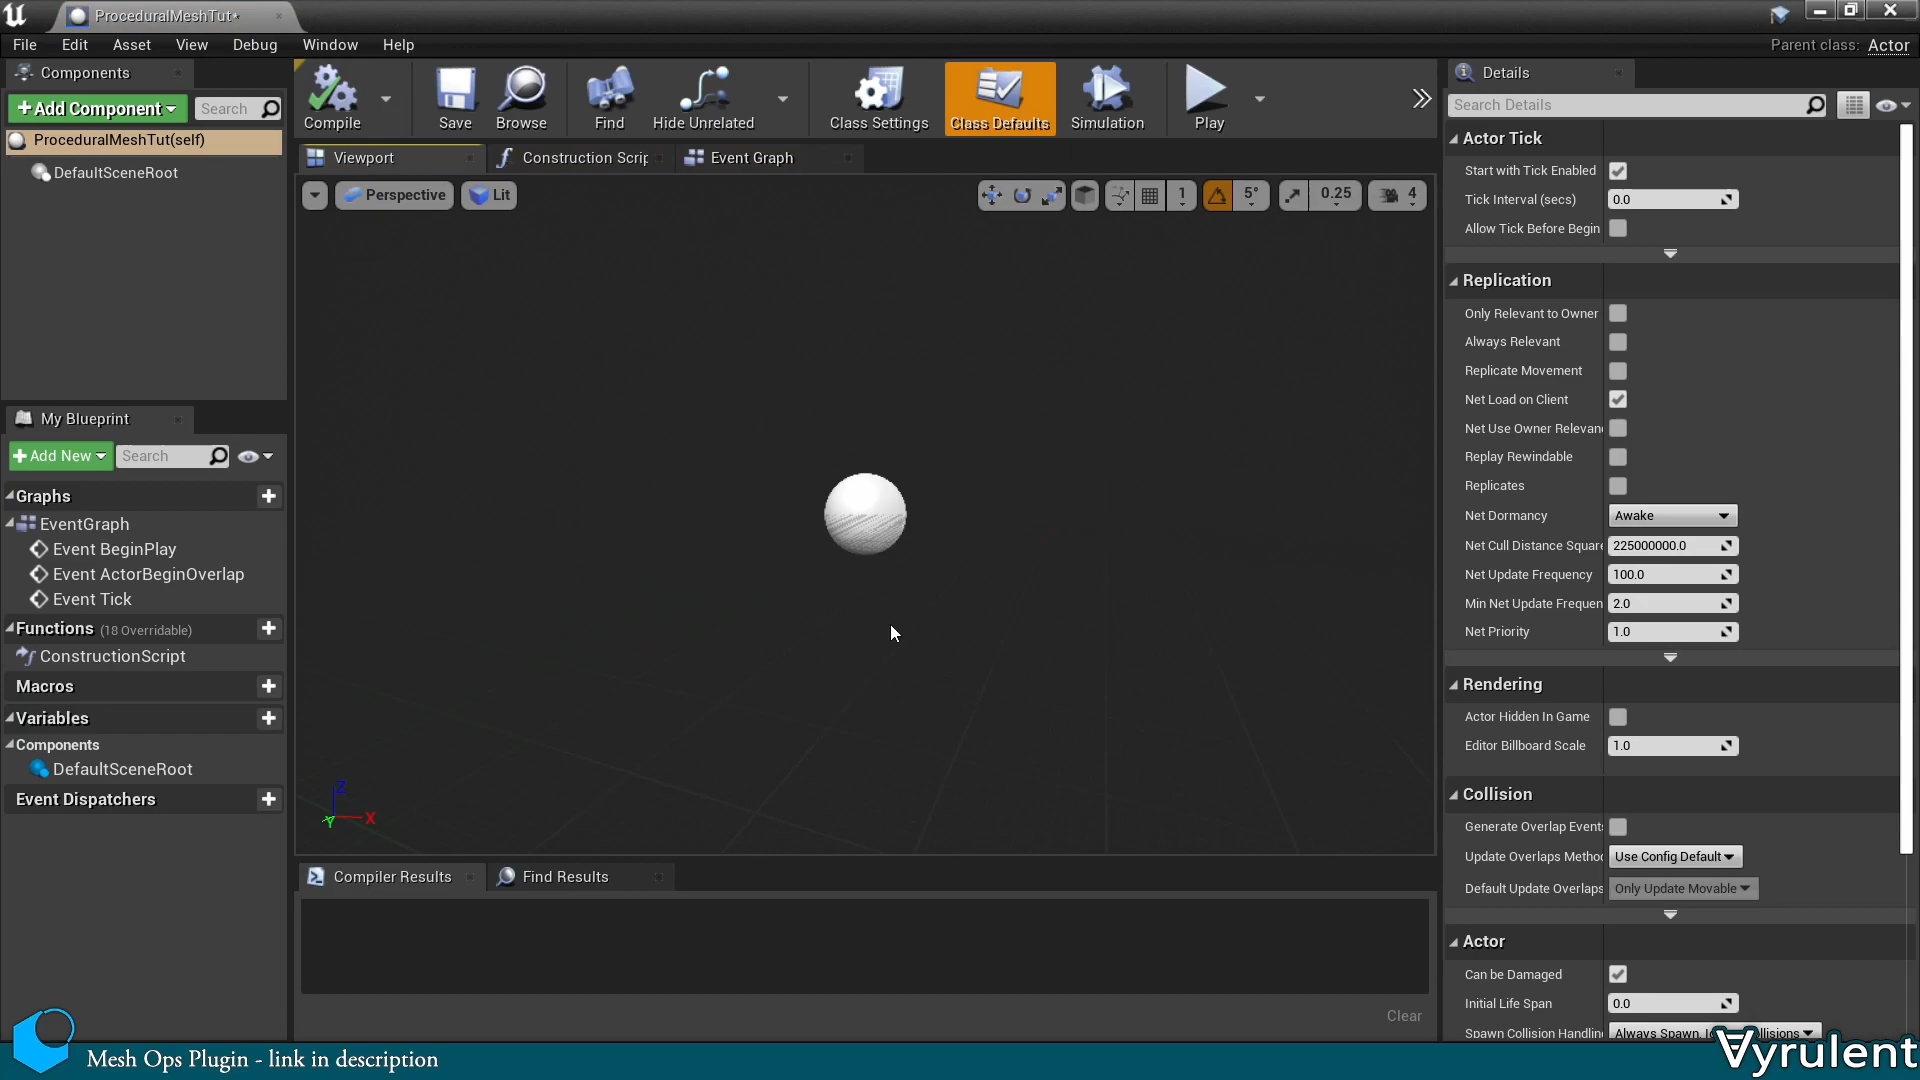 ProceduralMeshTut*
File Edit Asset View Debug Window Help
Parent class: Actor
Components
Add Component
Search
ProceduralMeshTut(self)
DefaultSceneRoot
Compile
Save
Browse
Find
Hide Unrelated
Class Settings
Class Defaults
Simulation
Play
Viewport
Construction Scrip
Event Graph
Perspective
Lit
1
5°
0.25
4
X
Y
Z
My Blueprint
Add New
Search
Graphs
EventGraph
Event BeginPlay
Event ActorBeginOverlap
Event Tick
Functions (18 Overridable)
ConstructionScript
Macros
Variables
Components
DefaultSceneRoot
Event Dispatchers
Compiler Results
Find Results
Clear
Details
Search Details
Actor Tick
Start with Tick Enabled
Tick Interval (secs) 0.0
Allow Tick Before Begin
Replication
Only Relevant to Owner
Always Relevant
Replicate Movement
Net Load on Client
Net Use Owner Relevan
Replay Rewindable
Replicates
Net Dormancy Awake
Net Cull Distance Square 225000000.0
Net Update Frequency 100.0
Min Net Update Frequen 2.0
Net Priority 1.0
Rendering
Actor Hidden In Game
Editor Billboard Scale 1.0
Collision
Generate Overlap Events
Update Overlaps Metho Use Config Default
Default Update Overlaps Only Update Movable
Actor
Can be Damaged
Initial Life Span 0.0
Spawn Collision Handlin Always Spawn,
Mesh Ops Plugin - link in description
Vyrulent